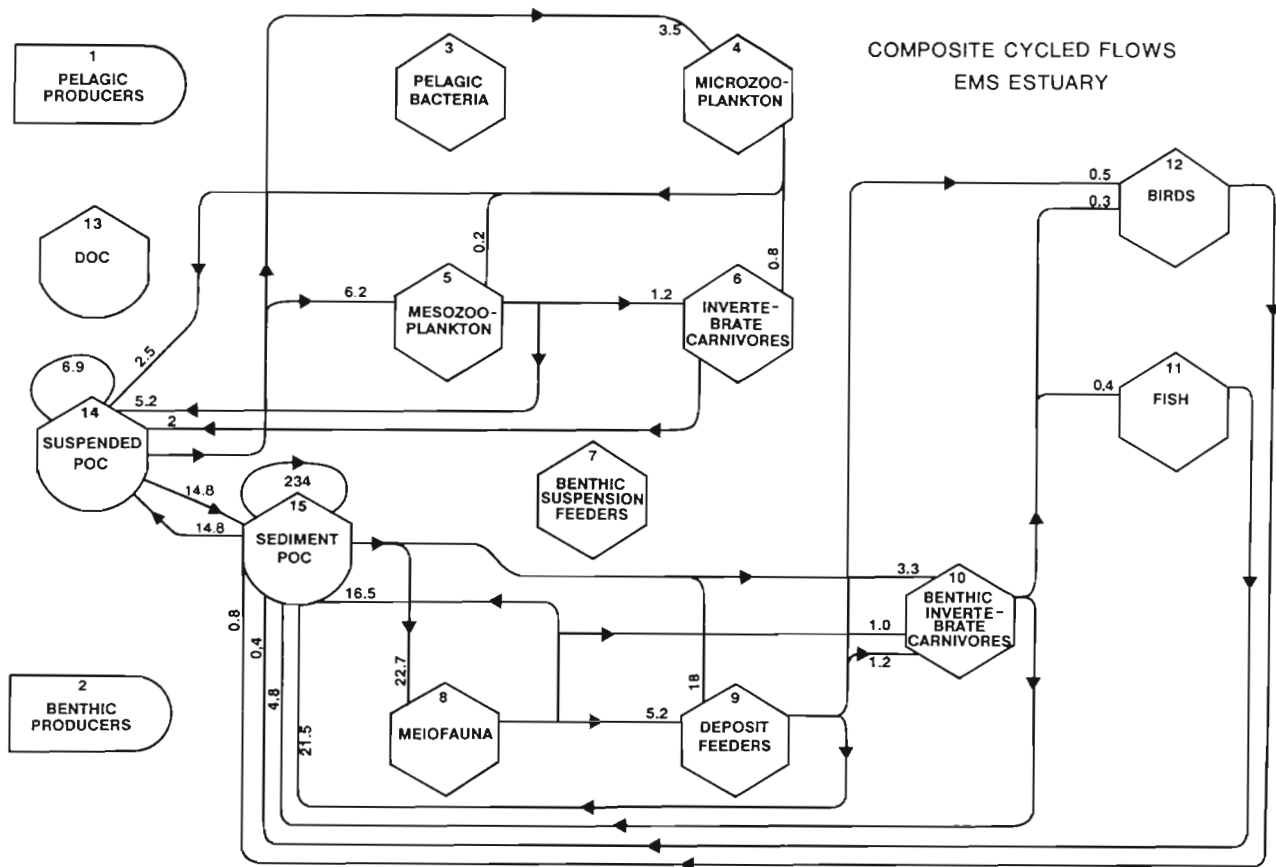 COMPOSITE CYCLED FLOWS
EMS ESTUARY
1
PELAGIC
PRODUCERS
3
PELAGIC
BACTERIA
3.5
4
MICROZOO-
PLANKTON
12
BIRDS
0.5
0.3
13
DOC
0.2
0.8
6.2
5
MESOZOO-
PLANKTON
1.2
6
INVERTE-
BRATE
CARNIVORES
11
FISH
0.4
2.5
6.9
5.2
2
14
SUSPENDED
POC
7
BENTHIC
SUSPENSION
FEEDERS
14.8
14.8
234
15
SEDIMENT
POC
16.5
3.3
1.0
1.2
10
BENTHIC
INVERTE-
BRATE
CARNIVORES
0.8
0,4
4.8
21.5
22.7
18
2
BENTHIC
PRODUCERS
8
MEIOFAUNA
5.2
9
DEPOSIT
FEEDERS